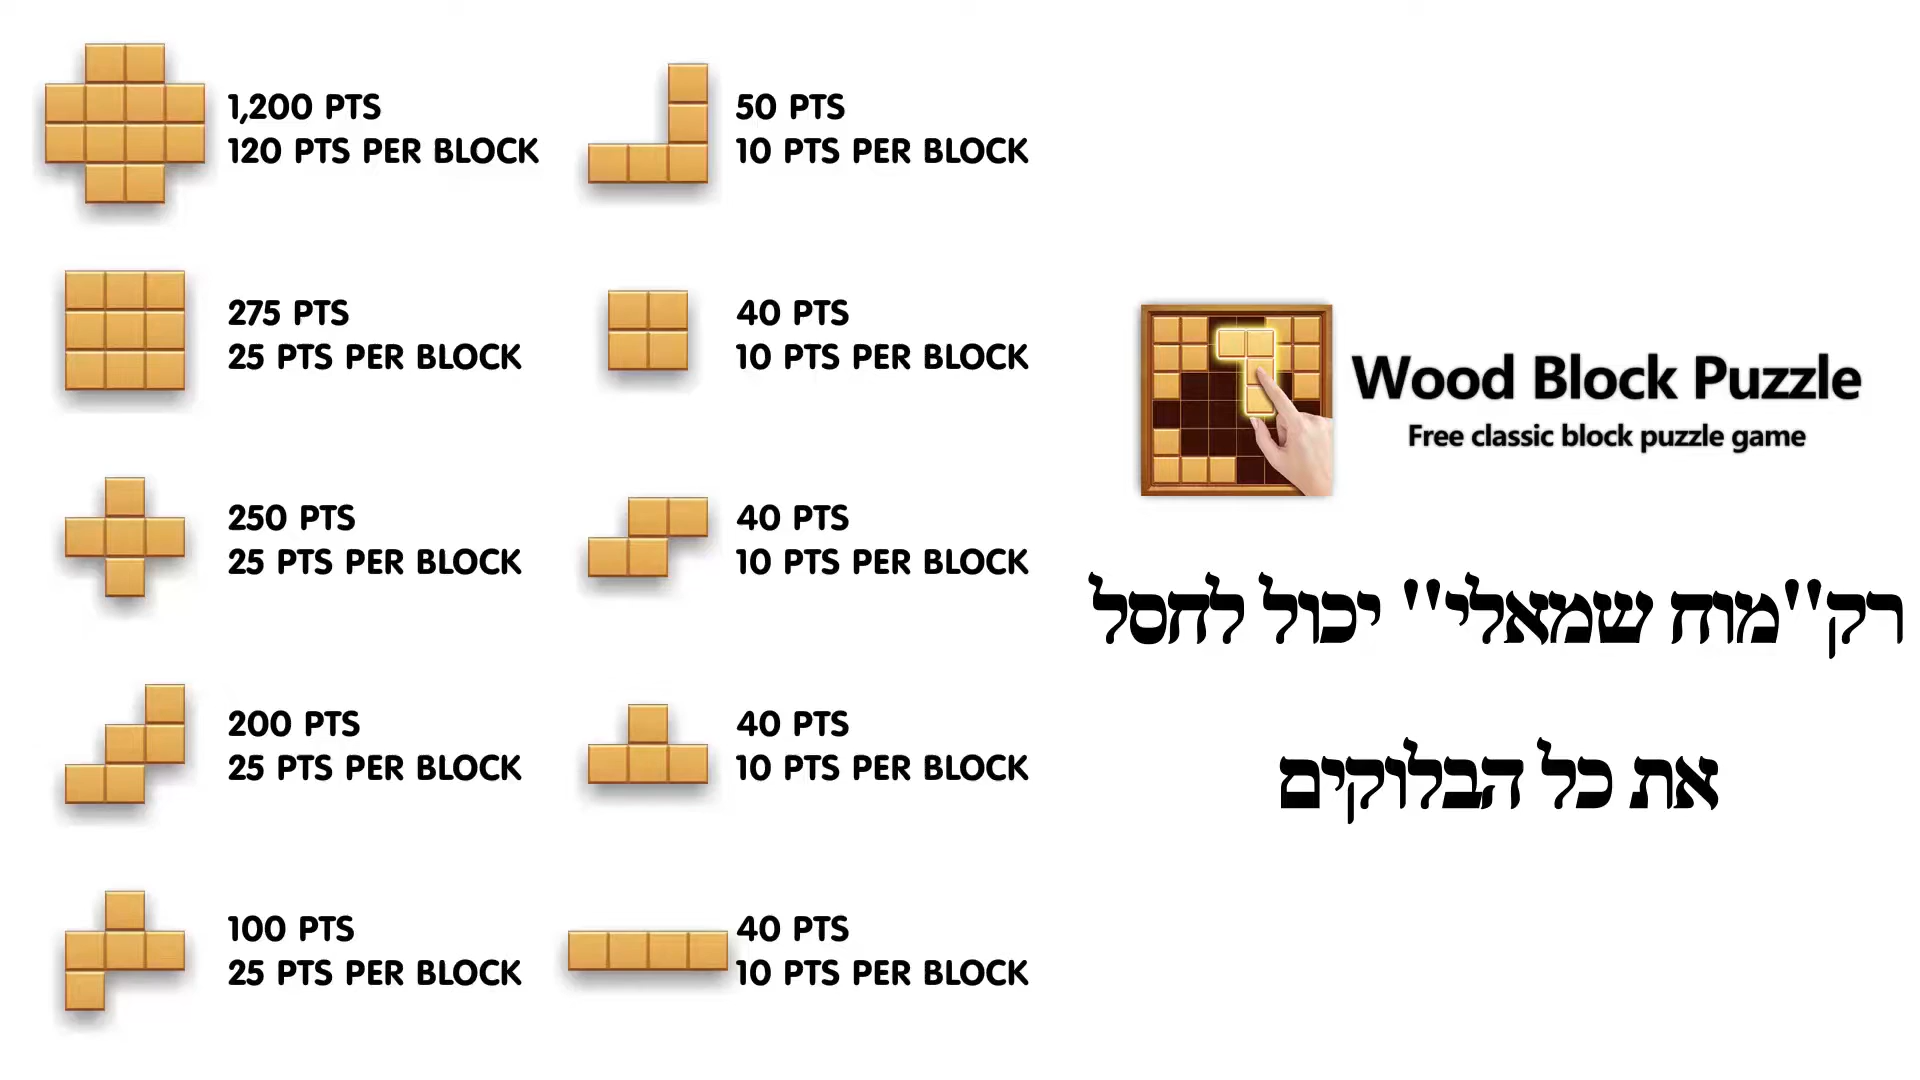 1,200 PTS
120 PTS PER BLOCK
275 PTS
25 PTS PER BLOCK
250 PTS
25 PTS PER BLOCK
200 PTS
25 PTS PER BLOCK
100 PTS
25 PTS PER BLOCK
50 PTS
10 PTS PER BLOCK
40 PTS
10 PTS PER BLOCK
40 PTS
10 PTS PER BLOCK
40 PTS
10 PTS PER BLOCK
40 PTS
10 PTS PER BLOCK
Wood Block Puzzle
Free classic block puzzle game
רק''מוח שמאלי'' יכול לחסל
את כל הבלוקים